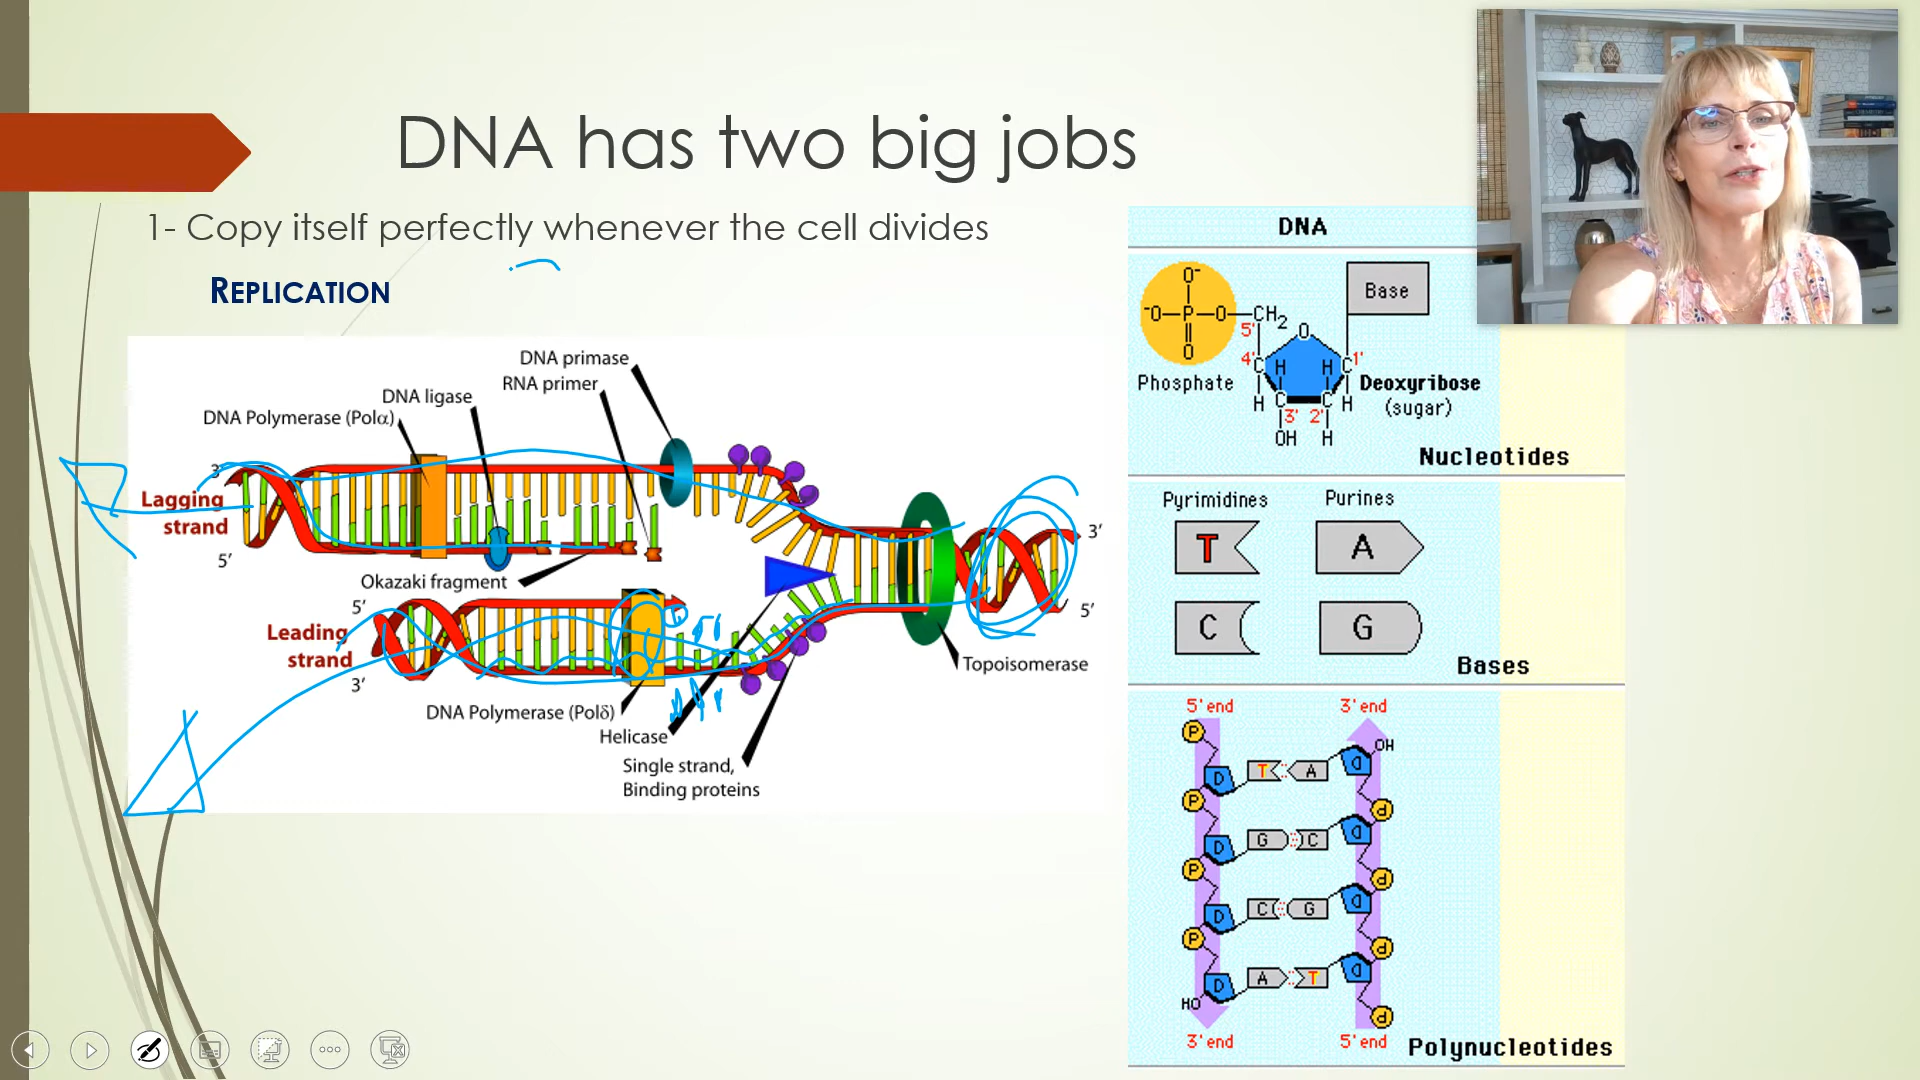 DNA has two big jobs
1- Copy itself perfectly whenever the cell divides
REPLICATION
DNA primase
RNA primer
DNA ligase
DNA Polymerase (Polα)
3’
Lagging strand
5’
Okazaki fragment
5’
Leading strand
3’
DNA Polymerase (Polδ)
Helicase
Single strand,
Binding proteins
Topoisomerase
3’
5’
DNA
O⁻
⁻O–P–O–CH2
O
Phosphate
Base
5'
4'
1'
3'
2'
O
C
H
H
C
H
C
C
H
OH
H
Deoxyribose
(sugar)
Nucleotides
Pyrimidines
Purines
T
A
C
G
Bases
5' end
3' end
P
OH
D
T
A
D
P
P
D
G
C
D
P
P
D
C
G
D
P
P
D
A
T
D
HO
P
3' end
5' end
Polynucleotides